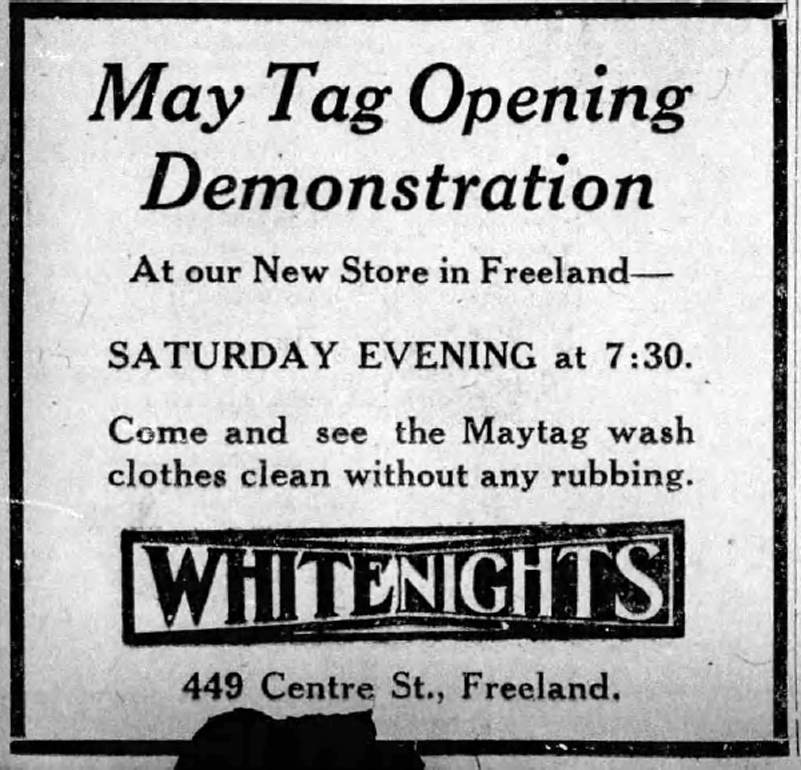 May Tag Opening
Demonstration
At our New Store in Freeland—
SATURDAY EVENING at 7:30.
Come and see the Maytag wash
clothes clean without any rubbing.
WHITENIGHTS
449 Centre St., Freeland.